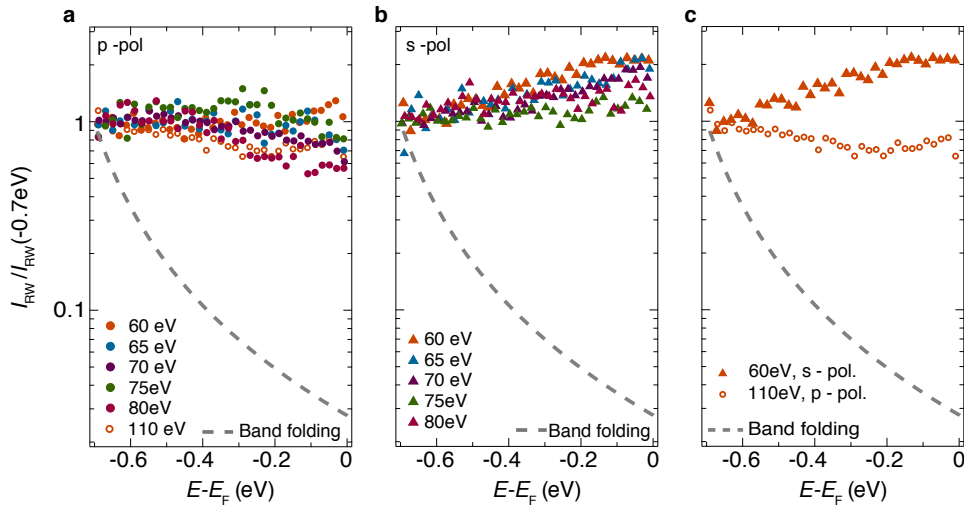 a
b
c
p -pol
s -pol
I_RW/I_RW(-0.7eV)
1
0.1
60 eV
65 eV
70 eV
75eV
80eV
110 eV
Band folding
60 eV
65 eV
70 eV
75eV
80eV
Band folding
60eV, s - pol.
110eV, p - pol.
Band folding
-0.6 -0.4 -0.2 0
-0.6 -0.4 -0.2 0
-0.6 -0.4 -0.2 0
E-E_F (eV)
E-E_F (eV)
E-E_F (eV)